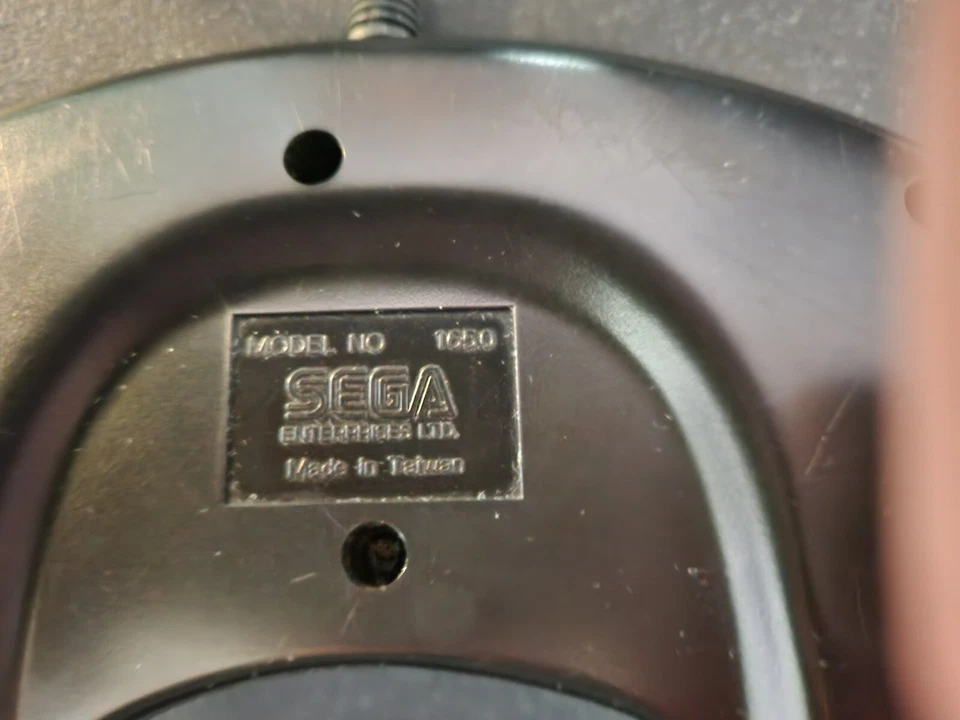 MODEL NO 1650
SEGA
ENTERPRISES LTD.
Made in Taiwan